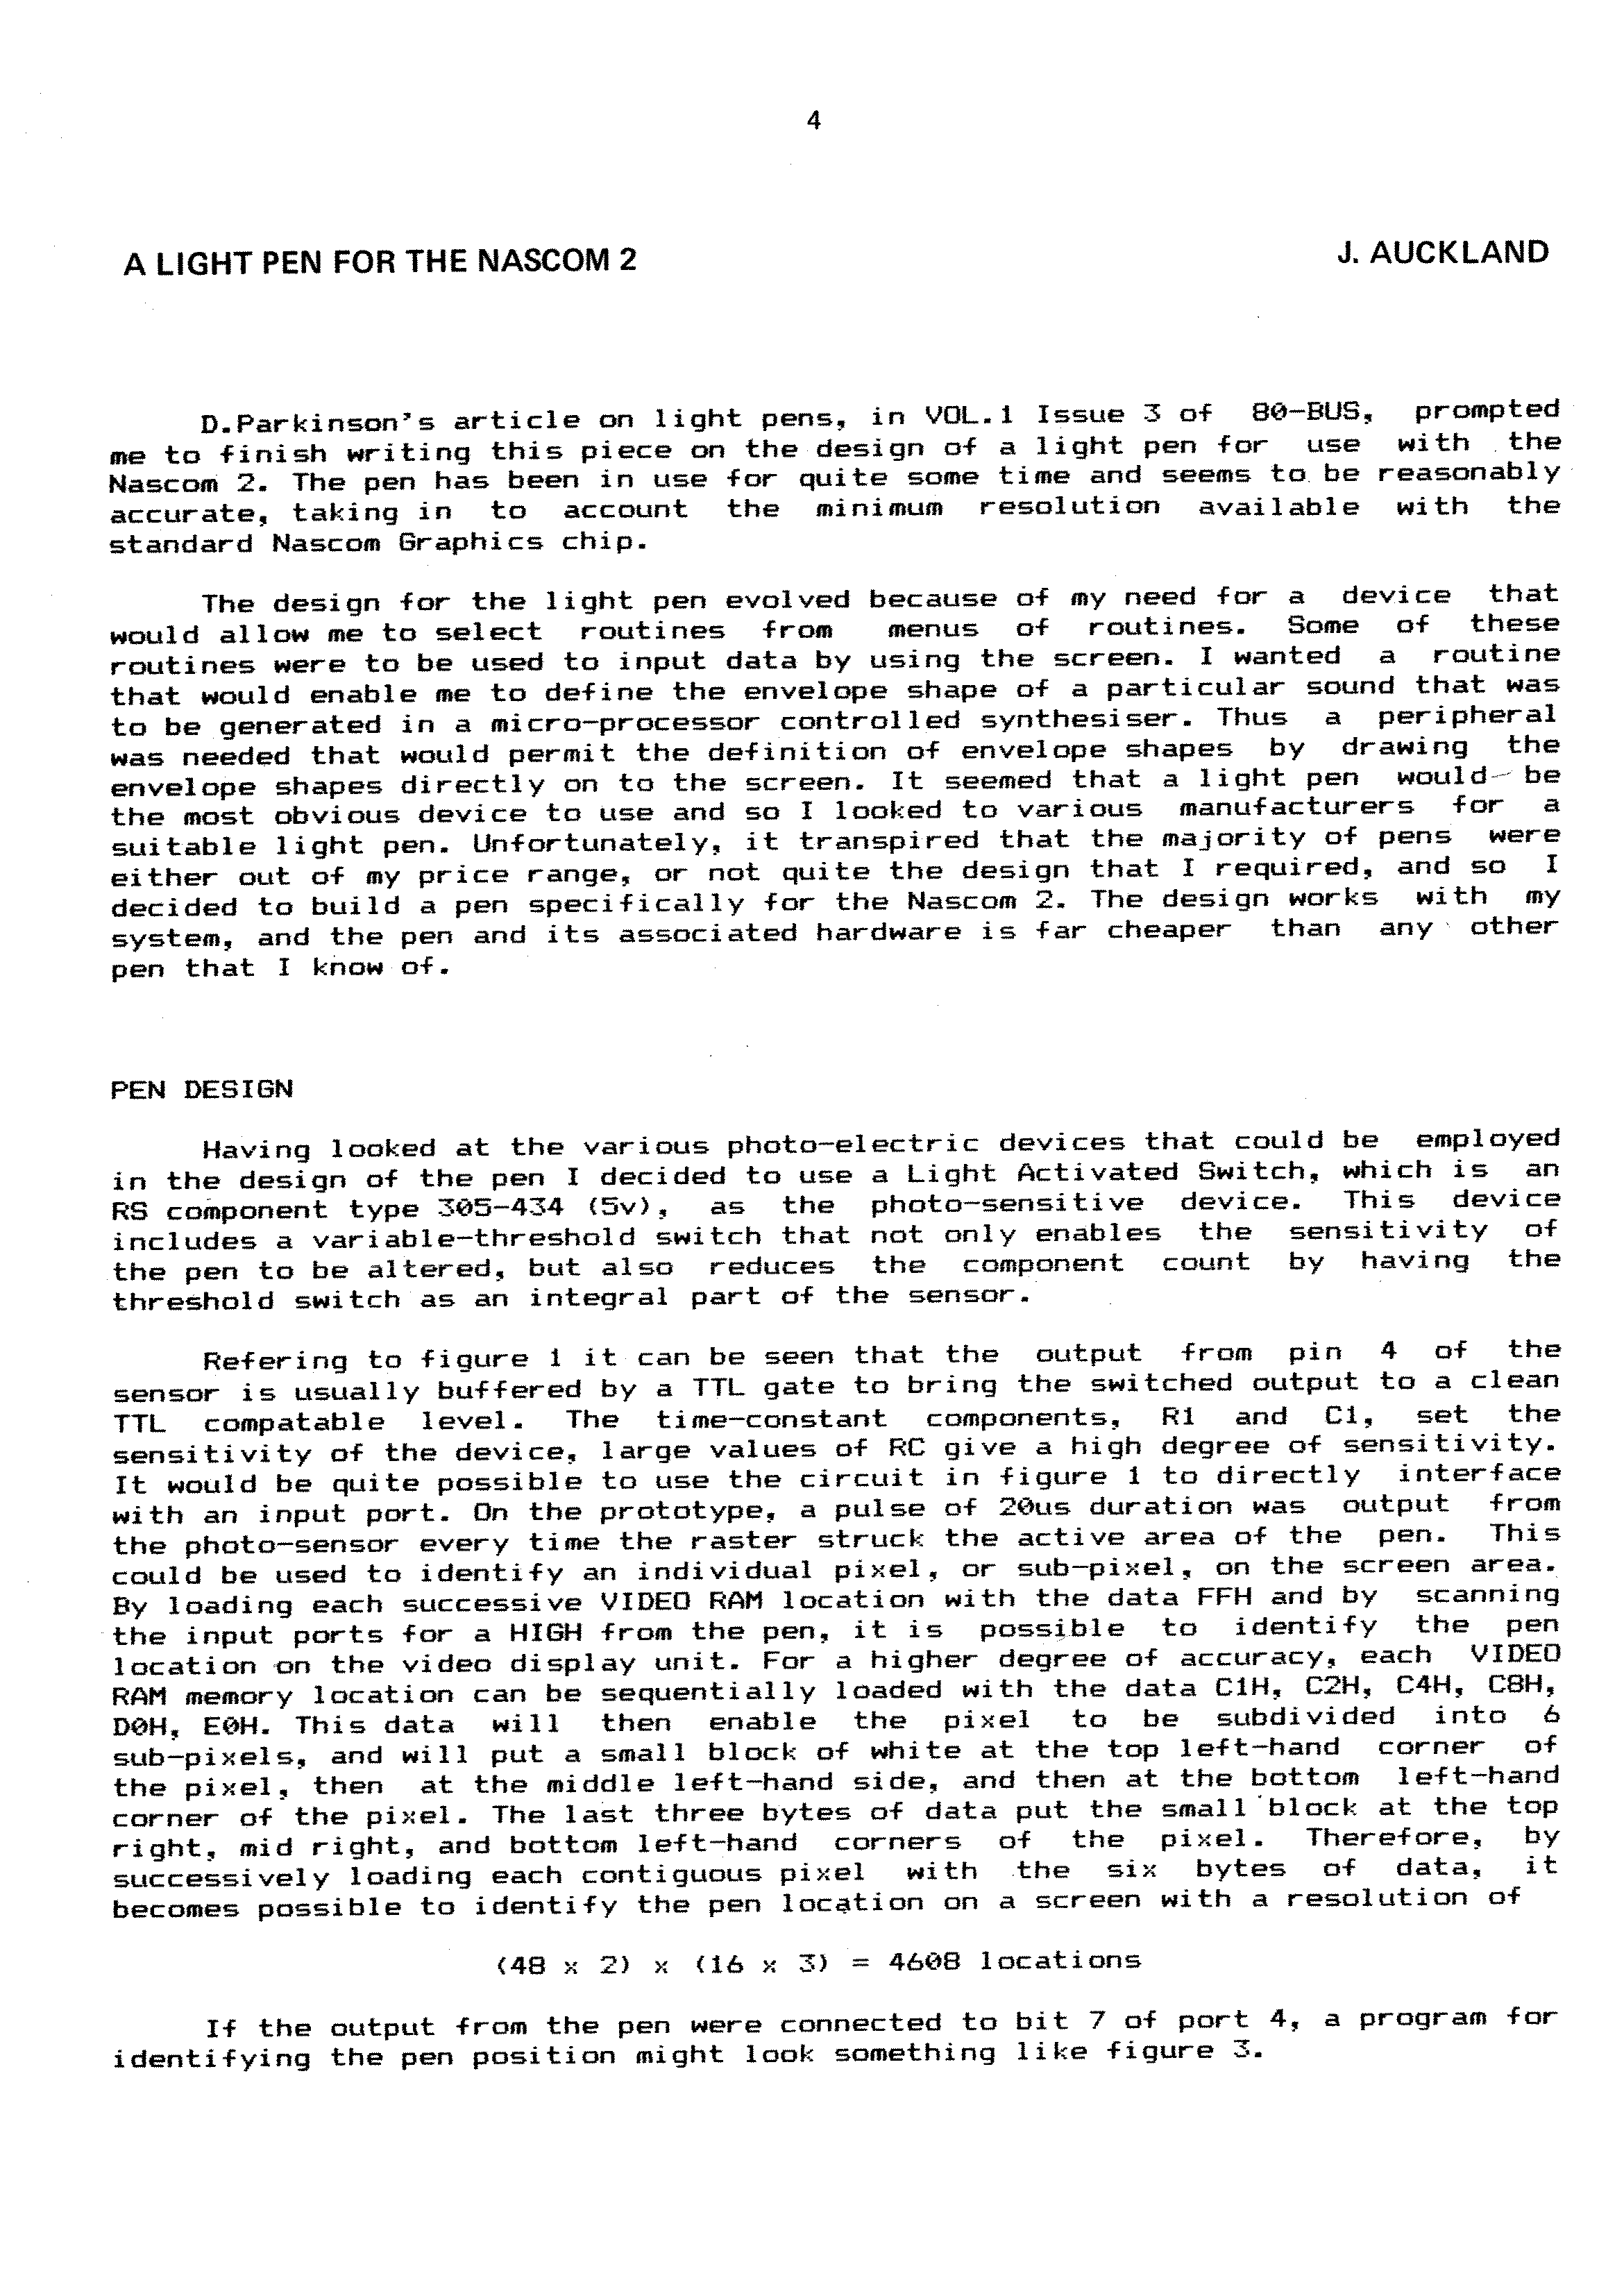 4
A LIGHT PEN FOR THE NASCOM 2 J. AUCKLAND
D.Parkinson's article on light pens, in VOL.1 Issue 3 of 80-BUS, prompted
me to finish writing this piece on the design of a light pen for use with the
Nascom 2. The pen has been in use for quite some time and seems to be reasonably
accurate, taking in to account the minimum resolution available with the
standard Nascom Graphics chip.
The design for the light pen evolved because of my need for a device that
would allow me to select routines from menus of routines. Some of these
routines were to be used to input data by using the screen. I wanted a routine
that would enable me to define the envelope shape of a particular sound that was
to be generated in a micro-processor controlled synthesiser. Thus a peripheral
was needed that would permit the definition of envelope shapes by drawing the
envelope shapes directly on to the screen. It seemed that a light pen would be
the most obvious device to use and so I looked to various manufacturers for a
suitable light pen. Unfortunately, it transpired that the majority of pens were
either out of my price range, or not quite the design that I required, and so I
decided to build a pen specifically for the Nascom 2. The design works with my
system, and the pen and its associated hardware is far cheaper than any other
pen that I know of.
PEN DESIGN
Having looked at the various photo-electric devices that could be employed
in the design of the pen I decided to use a Light Activated Switch, which is an
RS component type 305-434 (5v), as the photo-sensitive device. This device
includes a variable-threshold switch that not only enables the sensitivity of
the pen to be altered, but also reduces the component count by having the
threshold switch as an integral part of the sensor.
Refering to figure 1 it can be seen that the output from pin 4 of the
sensor is usually buffered by a TTL gate to bring the switched output to a clean
TTL compatable level. The time-constant components, R1 and C1, set the
sensitivity of the device, large values of RC give a high degree of sensitivity.
It would be quite possible to use the circuit in figure 1 to directly interface
with an input port. On the prototype, a pulse of 20us duration was output from
the photo-sensor every time the raster struck the active area of the pen. This
could be used to identify an individual pixel, or sub-pixel, on the screen area.
By loading each successive VIDEO RAM location with the data FFH and by scanning
the input ports for a HIGH from the pen, it is possible to identify the pen
location on the video display unit. For a higher degree of accuracy, each VIDEO
RAM memory location can be sequentially loaded with the data C1H, C2H, C4H, C8H,
D0H, E0H. This data will then enable the pixel to be subdivided into 6
sub-pixels, and will put a small block of white at the top left-hand corner of
the pixel, then at the middle left-hand side, and then at the bottom left-hand
corner of the pixel. The last three bytes of data put the small block at the top
right, mid right, and bottom left-hand corners of the pixel. Therefore, by
successively loading each contiguous pixel with the six bytes of data, it
becomes possible to identify the pen location on a screen with a resolution of
(48 x 2) x (16 x 3) = 4608 locations
If the output from the pen were connected to bit 7 of port 4, a program for
identifying the pen position might look something like figure 3.